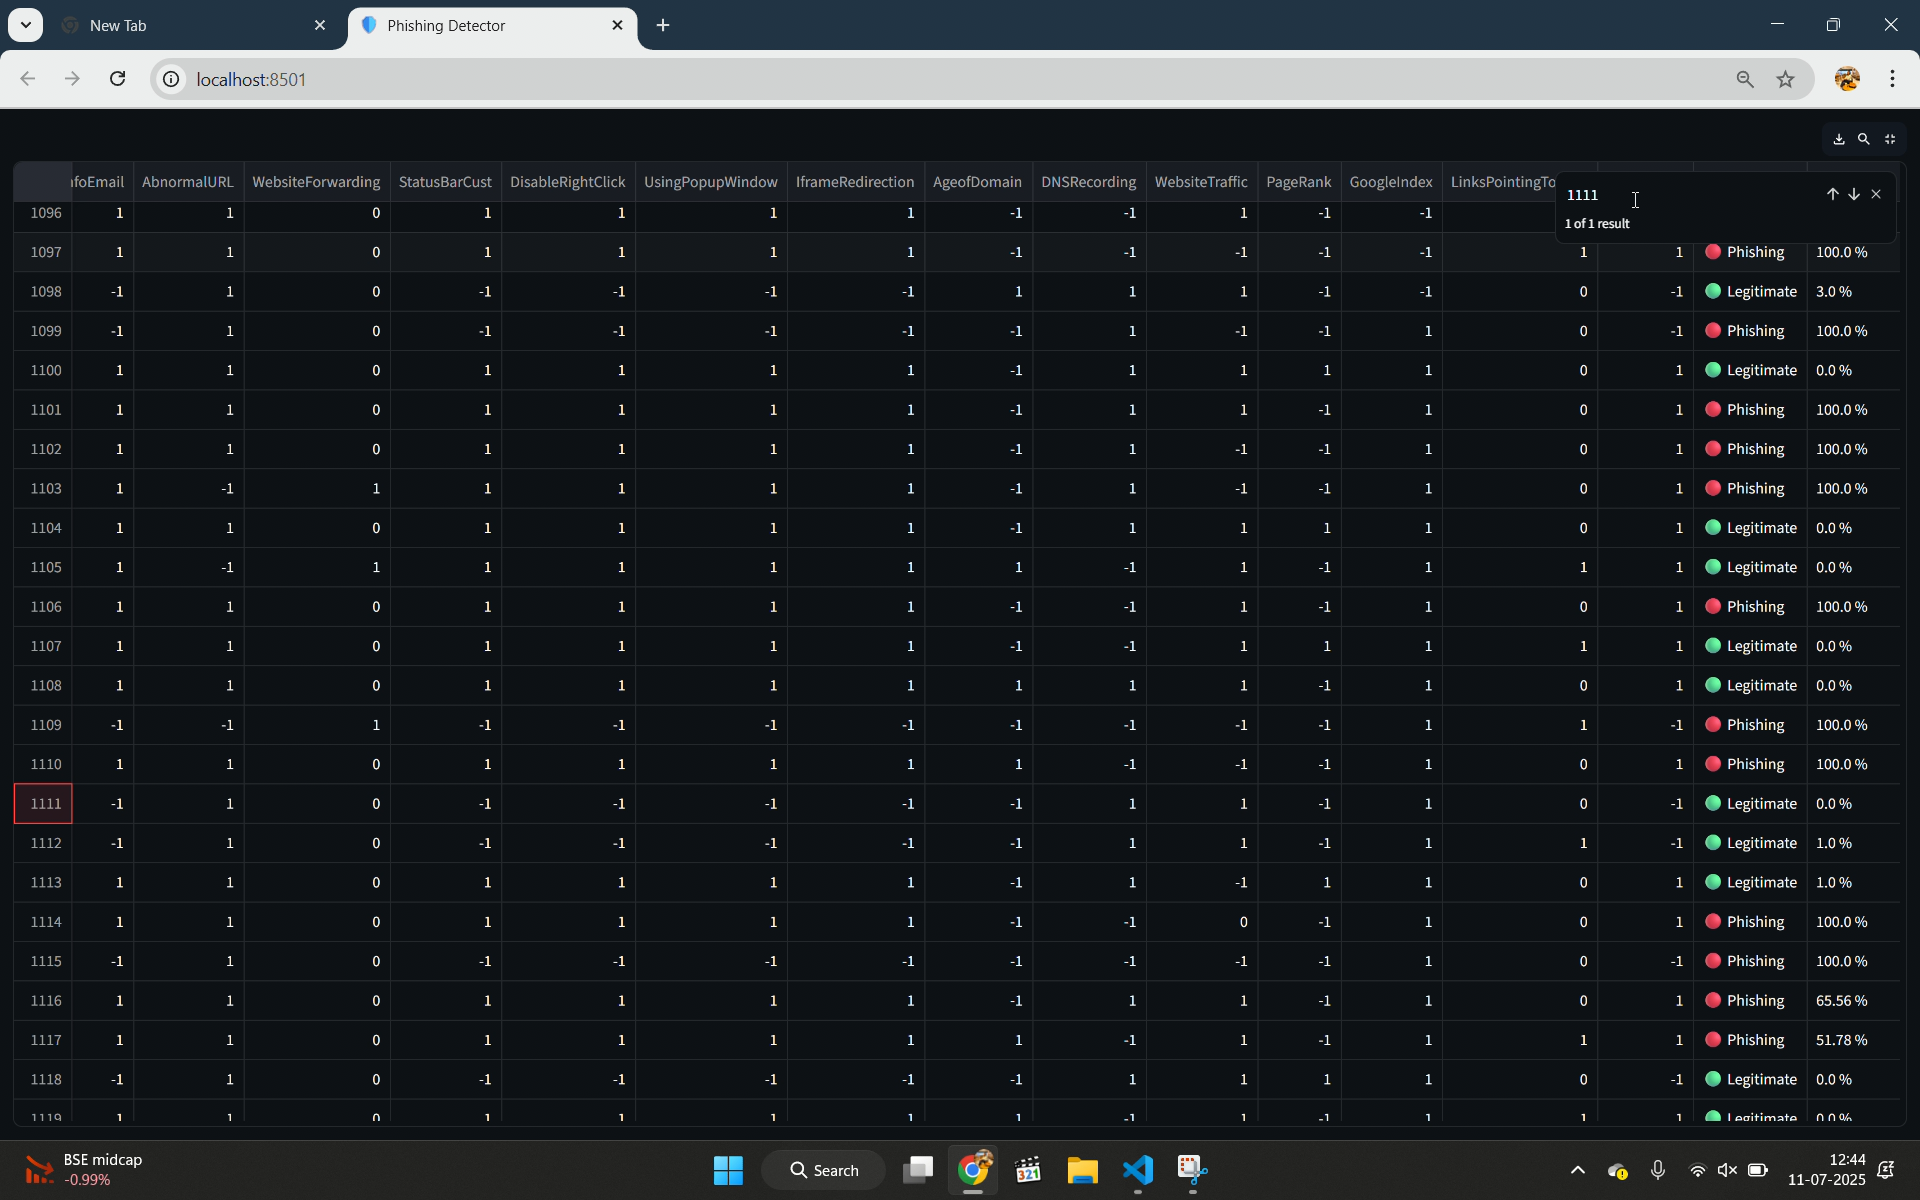 New Tab
Phishing Detector
localhost:8501
foEmail AbnormalURL WebsiteForwarding StatusBarCust DisableRightClick UsingPopupWindow IframeRedirection AgeofDomain DNSRecording WebsiteTraffic PageRank GoogleIndex LinksPointingTo
1111
1 of 1 result
1096 1 1 0 1 1 1 1 -1 -1 1 -1 -1
1097 1 1 0 1 1 1 1 -1 -1 -1 -1 -1 1 1 Phishing 100.0 %
1098 -1 1 0 -1 -1 -1 -1 1 1 1 -1 -1 0 -1 Legitimate 3.0 %
1099 -1 1 0 -1 -1 -1 -1 -1 1 -1 -1 1 0 -1 Phishing 100.0 %
1100 1 1 0 1 1 1 1 -1 1 1 1 1 0 1 Legitimate 0.0 %
1101 1 1 0 1 1 1 1 -1 1 1 -1 1 0 1 Phishing 100.0 %
1102 1 1 0 1 1 1 1 -1 1 -1 -1 1 0 1 Phishing 100.0 %
1103 1 -1 1 1 1 1 1 -1 1 -1 -1 1 0 1 Phishing 100.0 %
1104 1 1 0 1 1 1 1 -1 1 1 1 1 0 1 Legitimate 0.0 %
1105 1 -1 1 1 1 1 1 1 -1 1 -1 1 1 1 Legitimate 0.0 %
1106 1 1 0 1 1 1 1 -1 -1 1 -1 1 0 1 Phishing 100.0 %
1107 1 1 0 1 1 1 1 -1 -1 1 1 1 1 1 Legitimate 0.0 %
1108 1 1 0 1 1 1 1 1 1 1 -1 1 0 1 Legitimate 0.0 %
1109 -1 -1 1 -1 -1 -1 -1 -1 -1 -1 -1 1 1 -1 Phishing 100.0 %
1110 1 1 0 1 1 1 1 1 -1 -1 -1 1 0 1 Phishing 100.0 %
1111 -1 1 0 -1 -1 -1 -1 -1 1 1 -1 1 0 -1 Legitimate 0.0 %
1112 -1 1 0 -1 -1 -1 -1 -1 1 1 -1 1 1 -1 Legitimate 1.0 %
1113 1 1 0 1 1 1 1 -1 1 -1 1 1 0 1 Legitimate 1.0 %
1114 1 1 0 1 1 1 1 -1 -1 0 -1 1 0 1 Phishing 100.0 %
1115 -1 1 0 -1 -1 -1 -1 -1 -1 -1 -1 1 0 -1 Phishing 100.0 %
1116 1 1 0 1 1 1 1 -1 1 1 -1 1 0 1 Phishing 65.56 %
1117 1 1 0 1 1 1 1 1 -1 1 -1 1 1 1 Phishing 51.78 %
1118 -1 1 0 -1 -1 -1 -1 -1 1 1 1 1 0 -1 Legitimate 0.0 %
1119 1 1 0 1 1 1 1 1 -1 1 -1 1 1 1 Legitimate 0.0 %
BSE midcap
-0.99%
Search
321
12:44
11-07-2025